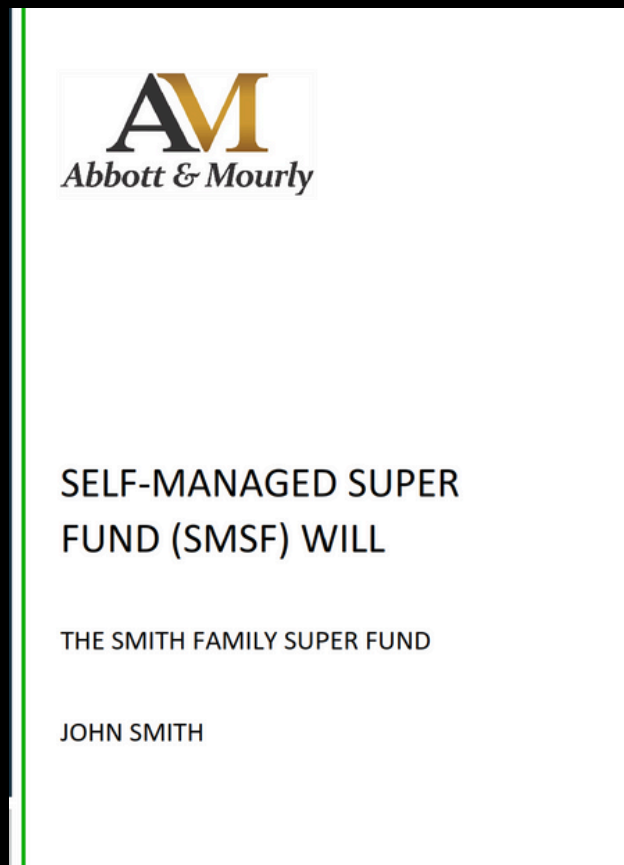 AM
Abbott & Mourly
SELF-MANAGED SUPER
FUND (SMSF) WILL
THE SMITH FAMILY SUPER FUND
JOHN SMITH